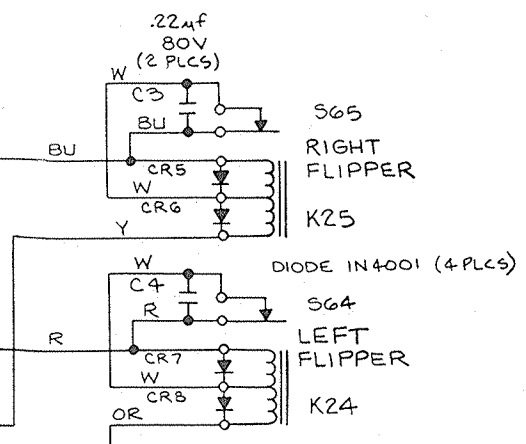 .22µf
80V
(2 PLCS)
W
C3
S65
BU
BU
RIGHT
FLIPPER
CR5
W
CR6
K25
Y
W
DIODE IN4001 (4 PLCS)
C4
S64
R
R
LEFT
FLIPPER
CR7
W
CR8
K24
OR